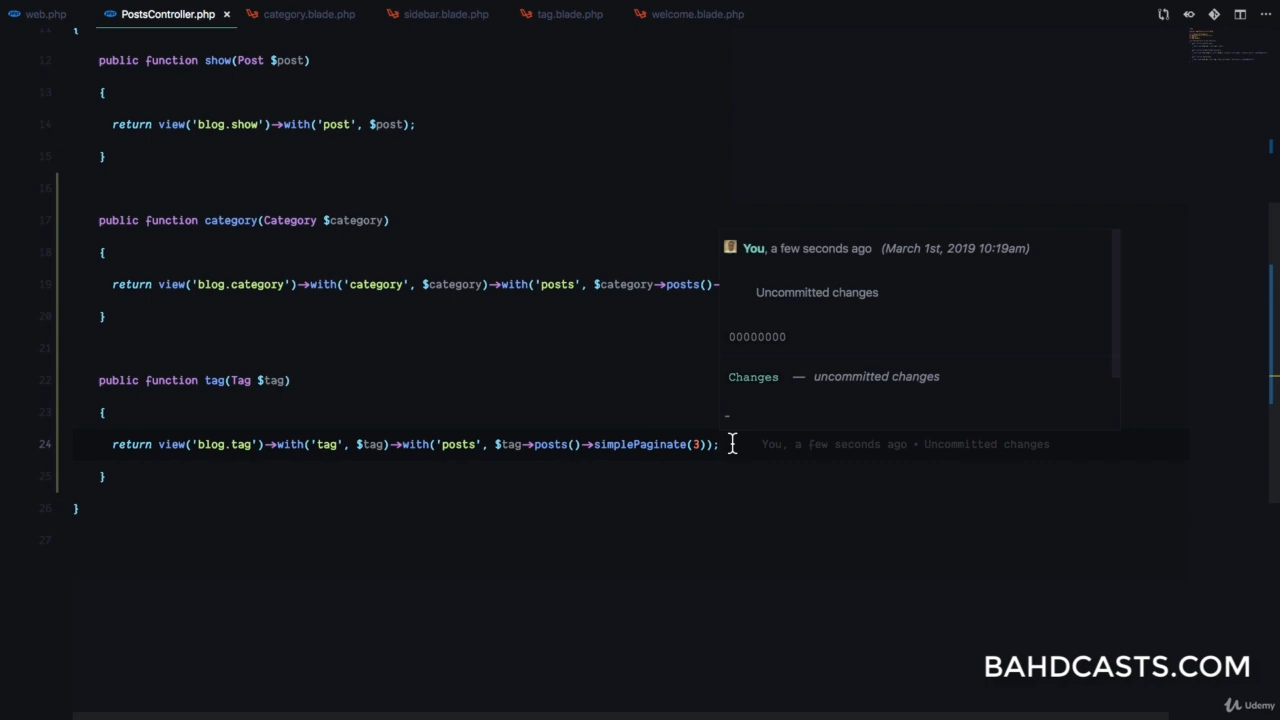 web.php PostsController.php × category.blade.php sidebar.blade.php tag.blade.php welcome.blade.php
11 {
12 public function show(Post $post)
13 {
14 return view('blog.show')->with('post', $post);
15 }
16
17 public function category(Category $category)
18 {
19 return view('blog.category')->with('category', $category)->with('posts', $category->posts()-
20 }
21
22 public function tag(Tag $tag)
23 {
24 return view('blog.tag')->with('tag', $tag)->with('posts', $tag->posts()->simplePaginate(3)); You, a few seconds ago • Uncommitted changes
25 }
26 }
27
You, a few seconds ago (March 1st, 2019 10:19am)
Uncommitted changes
00000000
Changes — uncommitted changes
-
BAHDCASTS.COM
Udemy